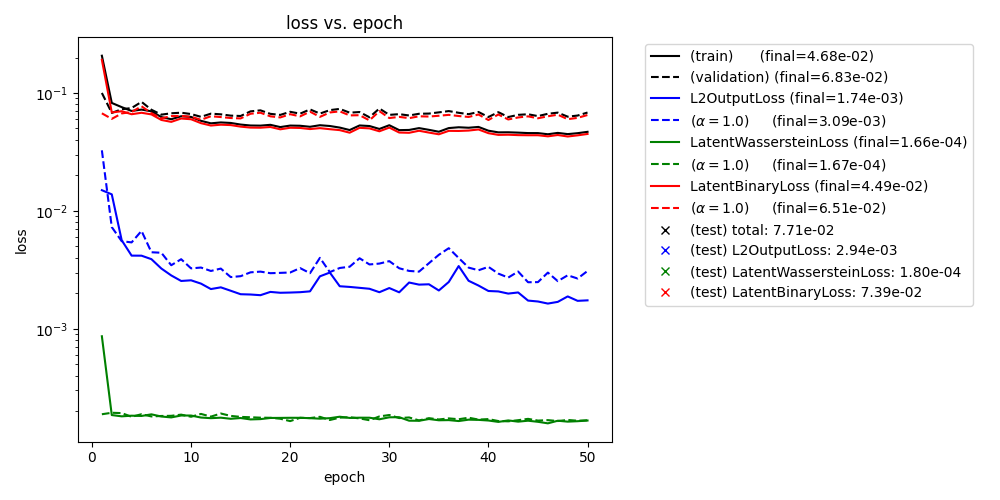 loss vs. epoch
loss
10⁻¹
10⁻²
10⁻³
0 10 20 30 40 50
epoch
(train) (final=4.68e-02)
(validation) (final=6.83e-02)
L2OutputLoss (final=1.74e-03)
(α = 1.0) (final=3.09e-03)
LatentWassersteinLoss (final=1.66e-04)
(α = 1.0) (final=1.67e-04)
LatentBinaryLoss (final=4.49e-02)
(α = 1.0) (final=6.51e-02)
(test) total: 7.71e-02
(test) L2OutputLoss: 2.94e-03
(test) LatentWassersteinLoss: 1.80e-04
(test) LatentBinaryLoss: 7.39e-02